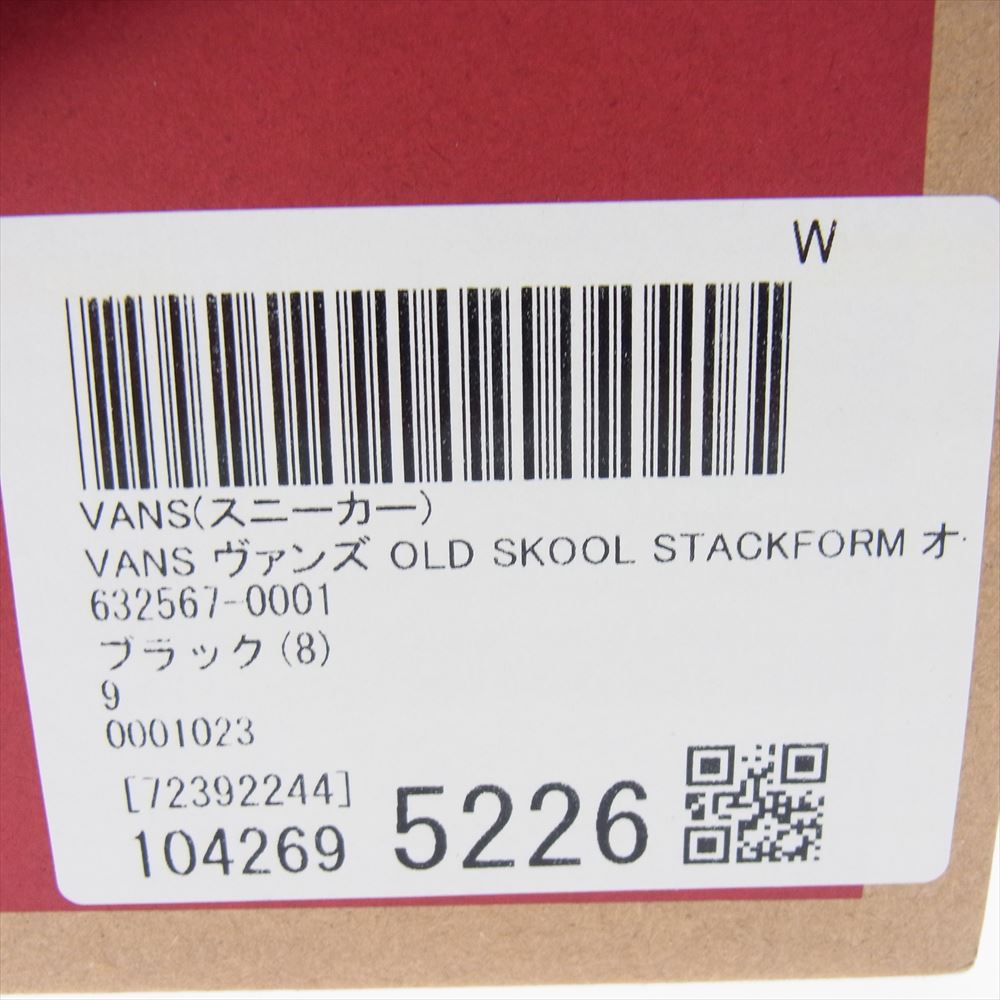 W
VANS(スニーカー)
VANS ヴァンズ OLD SKOOL STACKFORM オ
632567-0001
ブラック(8)
9
0001023
[72392244]
104269 5226